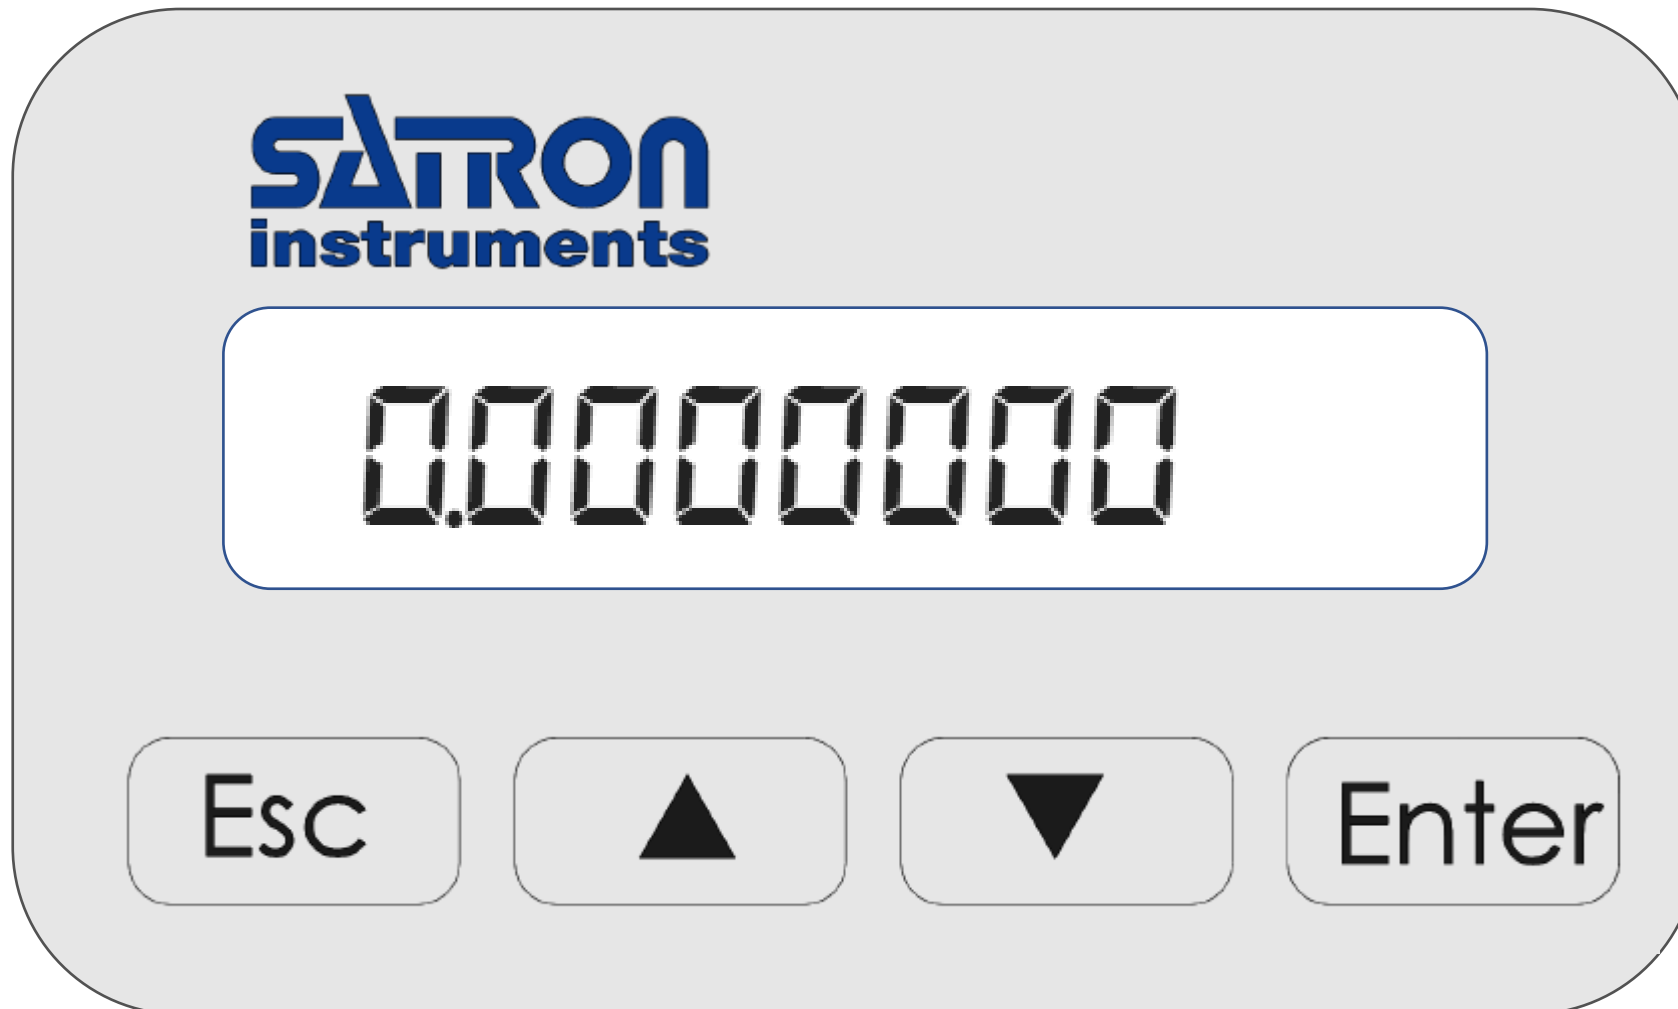 SATRON
instruments
0.0000000
Esc ▲ ▼ Enter